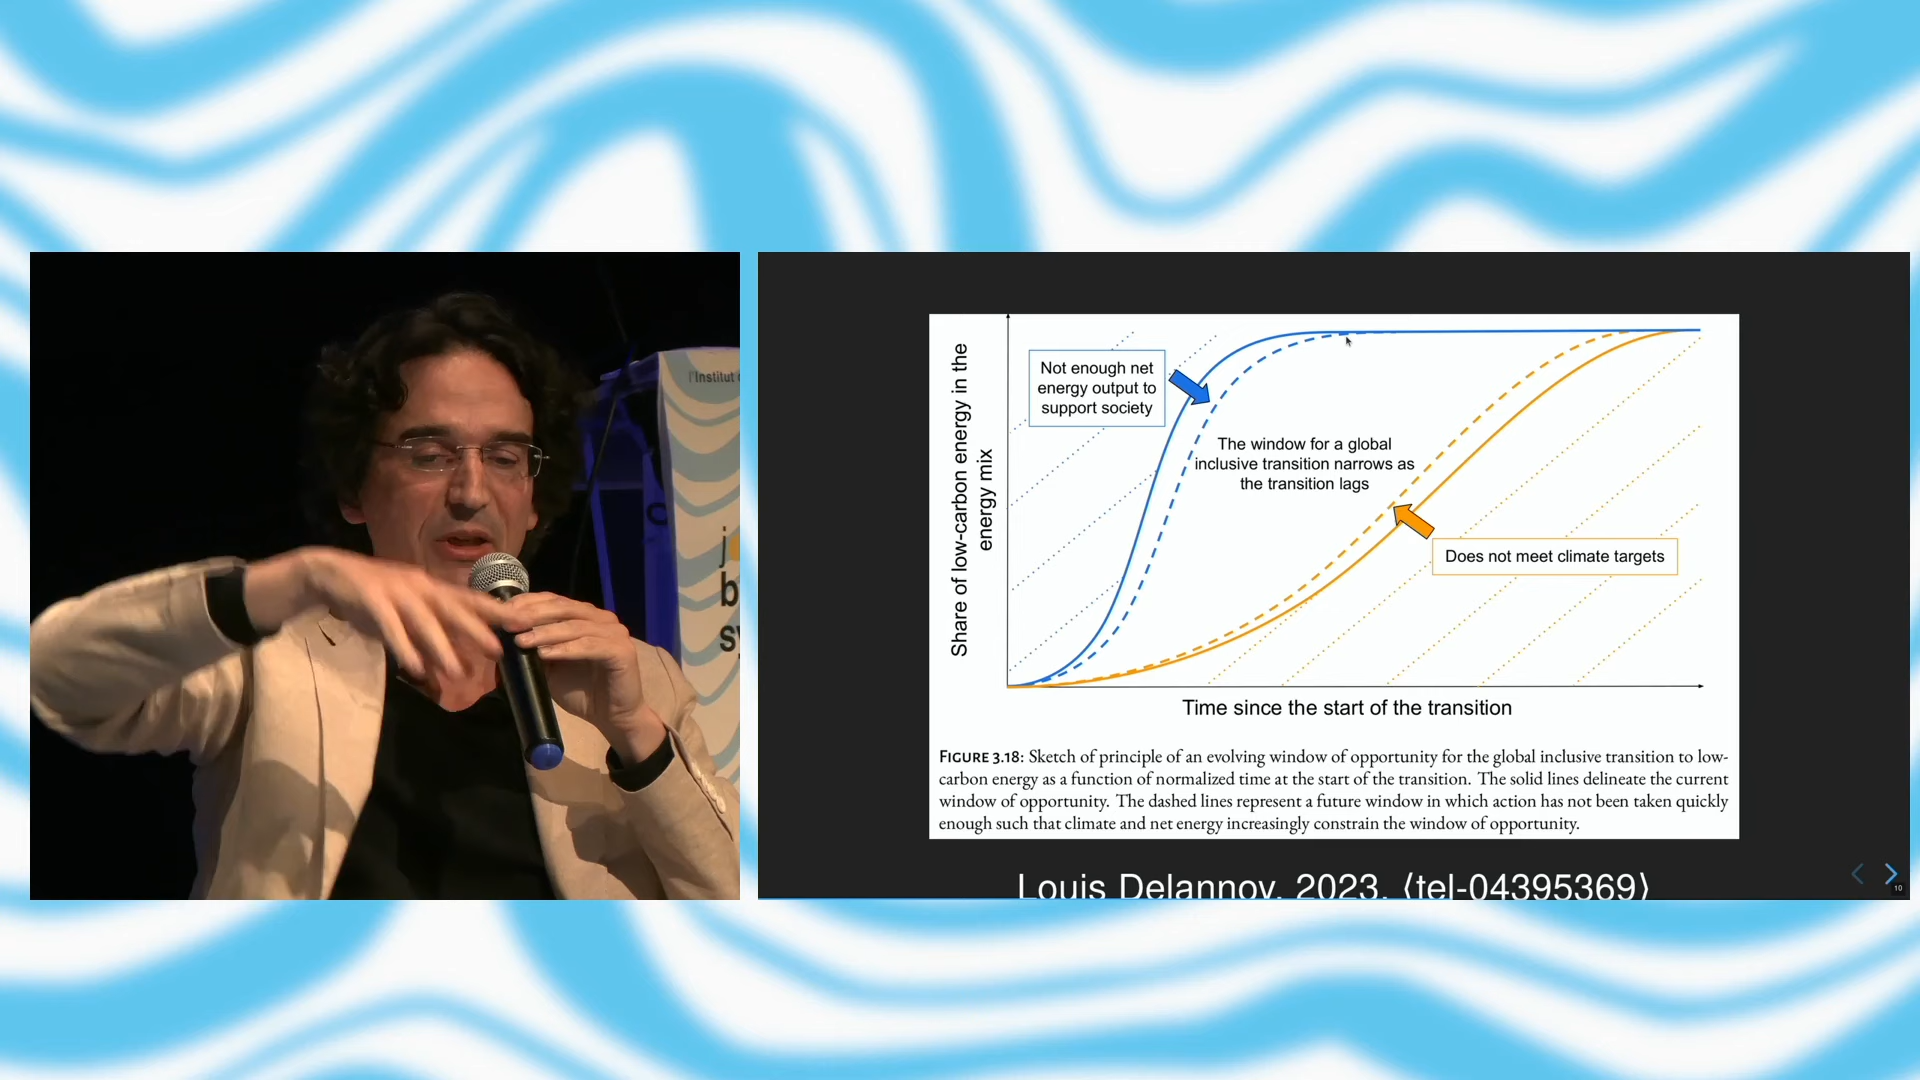 l'Institut
j
b
Share of low-carbon energy in the
energy mix
Not enough net
energy output to
support society
The window for a global
inclusive transition narrows as
the transition lags
Does not meet climate targets
Time since the start of the transition
FIGURE 3.18: Sketch of principle of an evolving window of opportunity for the global inclusive transition to low-
carbon energy as a function of normalized time at the start of the transition. The solid lines delineate the current
window of opportunity. The dashed lines represent a future window in which action has not been taken quickly
enough such that climate and net energy increasingly constrain the window of opportunity.
Louis Delannoy, 2023, ⟨tel-04395369⟩
10